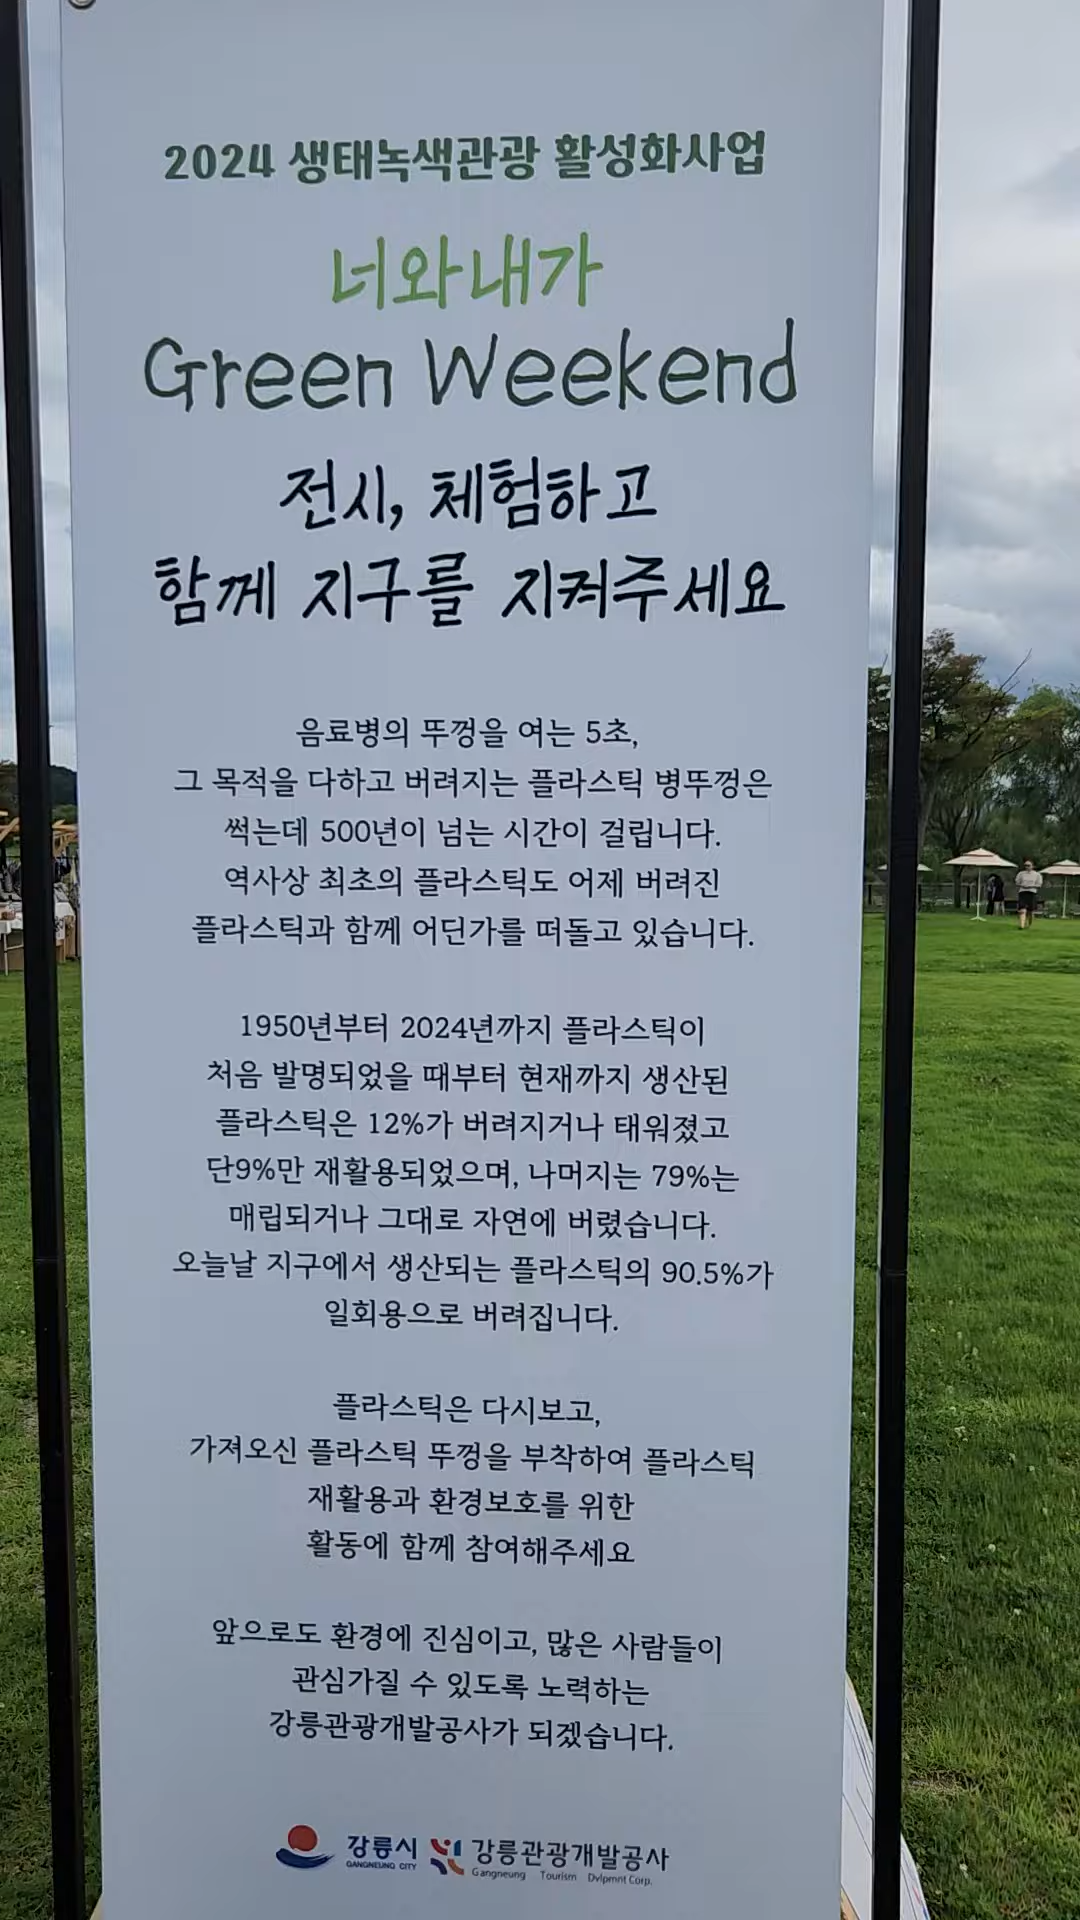 2024 생태녹색관광 활성화사업
너와내가
Green Weekend
전시, 체험하고
함께 지구를 지켜주세요
음료병의 뚜껑을 여는 5초,
그 목적을 다하고 버려지는 플라스틱 병뚜껑은
썩는데 500년이 넘는 시간이 걸립니다.
역사상 최초의 플라스틱도 어제 버려진
플라스틱과 함께 어딘가를 떠돌고 있습니다.
1950년부터 2024년까지 플라스틱이
처음 발명되었을 때부터 현재까지 생산된
플라스틱은 12%가 버려지거나 태워졌고
단9%만 재활용되었으며, 나머지는 79%는
매립되거나 그대로 자연에 버렸습니다.
오늘날 지구에서 생산되는 플라스틱의 90.5%가
일회용으로 버려집니다.
플라스틱은 다시보고,
가져오신 플라스틱 뚜껑을 부착하여 플라스틱
재활용과 환경보호를 위한
활동에 함께 참여해주세요
앞으로도 환경에 진심이고, 많은 사람들이
관심가질 수 있도록 노력하는
강릉관광개발공사가 되겠습니다.
강릉시 강릉관광개발공사
GANGNEUNG CITY Gangneung Tourism Dvlpmnt Corp.